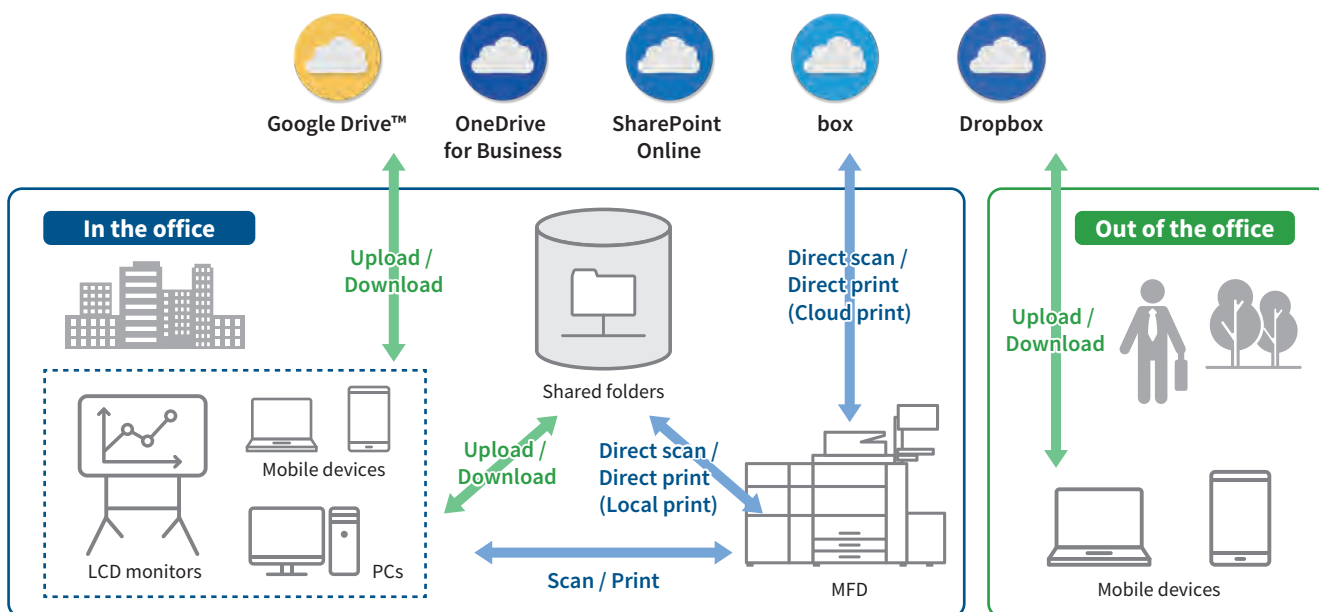 Google Drive™
OneDrive
for Business
SharePoint
Online
box
Dropbox
In the office
Upload /
Download
Shared folders
Direct scan /
Direct print
(Cloud print)
Mobile devices
LCD monitors
PCs
Upload /
Download
Direct scan /
Direct print
(Local print)
Scan / Print
MFD
Out of the office
Upload /
Download
Mobile devices